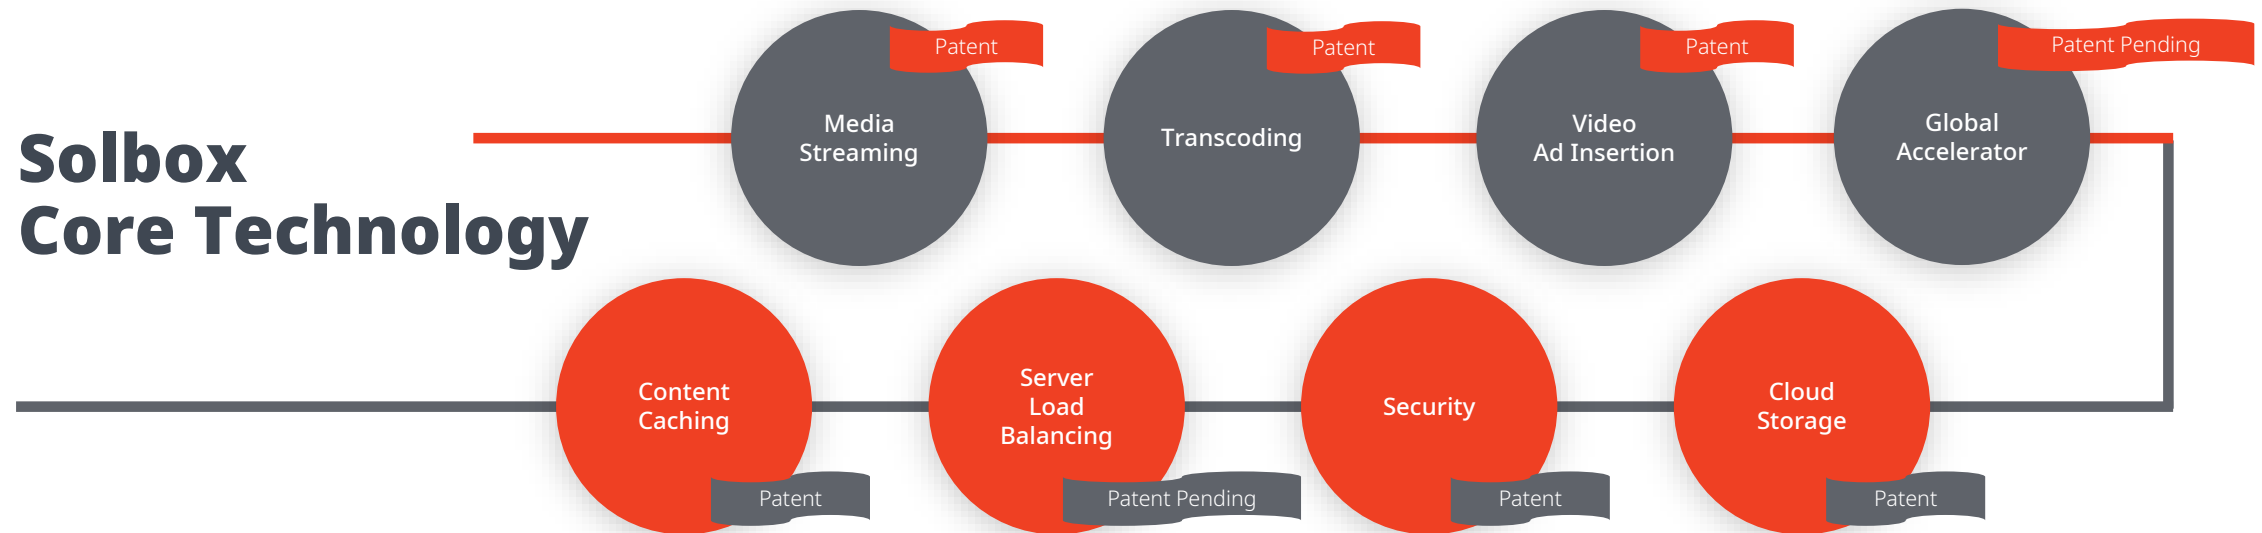 Solbox
Core Technology
Patent
Media
Streaming
Patent
Transcoding
Patent
Video
Ad Insertion
Patent Pending
Global
Accelerator
Content
Caching
Patent
Server
Load
Balancing
Patent Pending
Security
Patent
Cloud
Storage
Patent